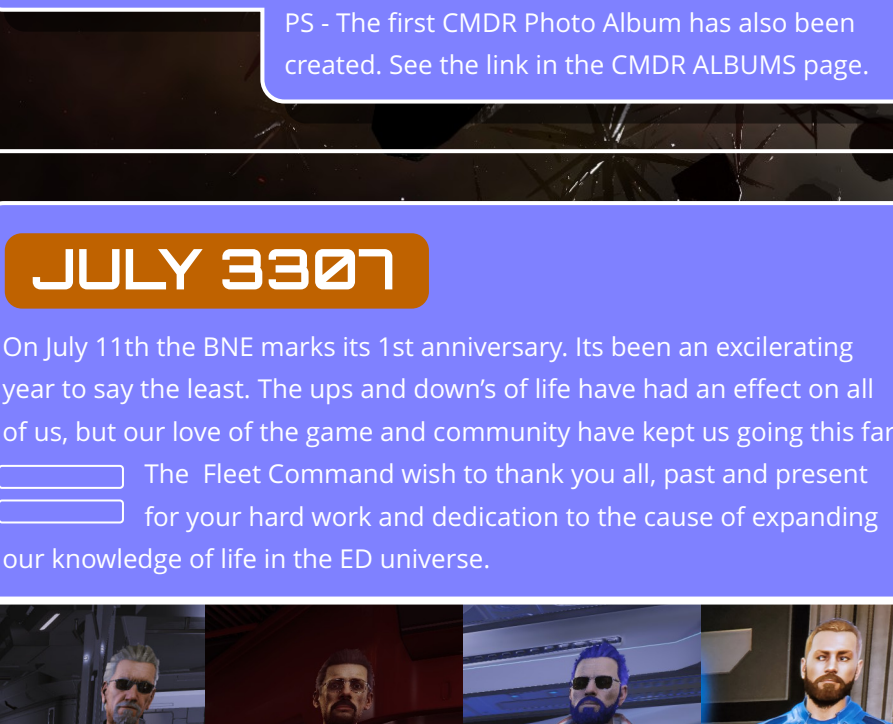 PS - The first CMDR Photo Album has also been
created. See the link in the CMDR ALBUMS page.
JULY 3307
On July 11th the BNE marks its 1st anniversary. Its been an excilerating
year to say the least. The ups and down’s of life have had an effect on all
of us, but our love of the game and community have kept us going this far
The  Fleet Command wish to thank you all, past and present
for your hard work and dedication to the cause of expanding
our knowledge of life in the ED universe.